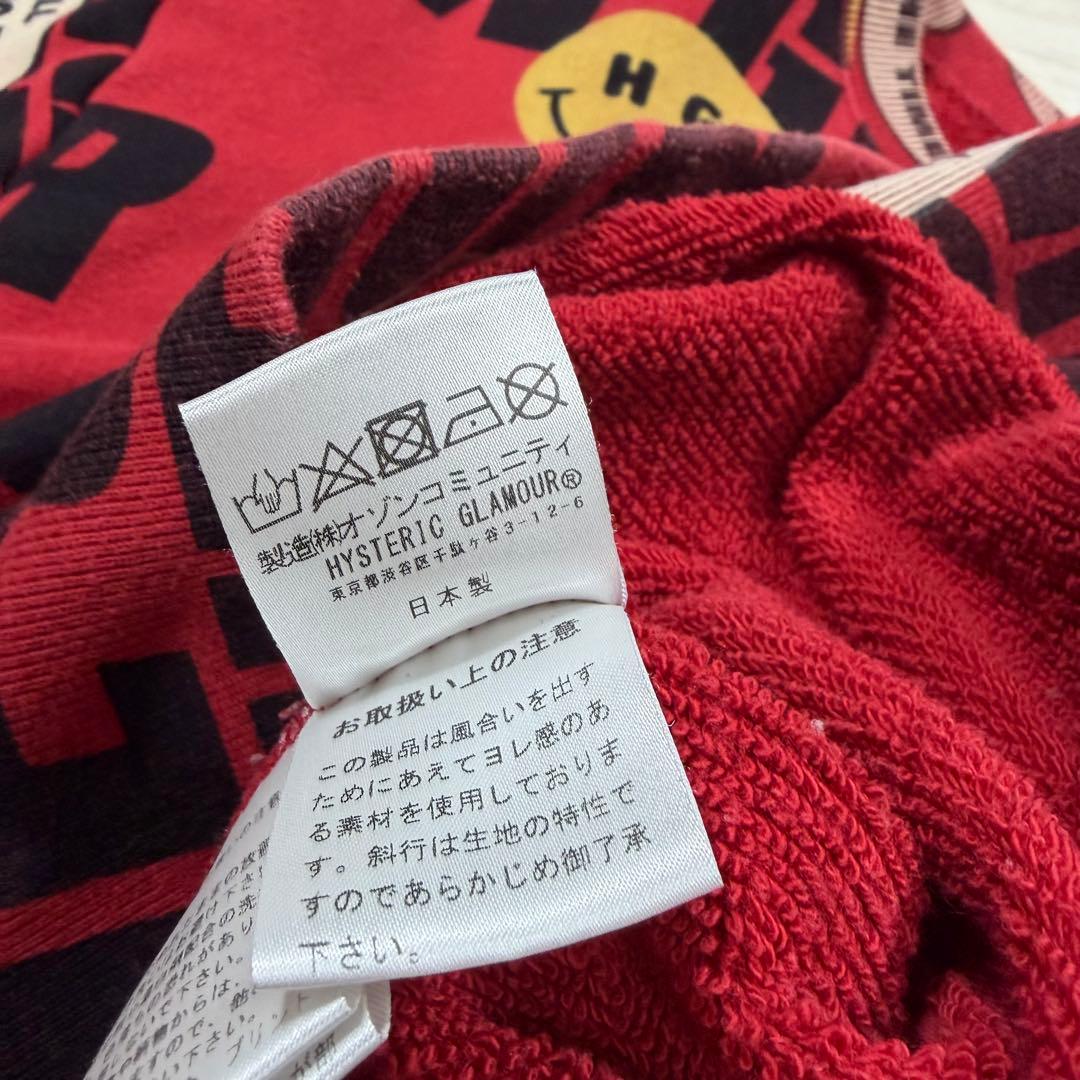 H G
TIME
P
製造(株)オゾンコミュニティ
HYSTERIC GLAMOUR®
東京都渋谷区千駄ヶ谷3-12-6
日本製
お取扱い上の注意
この製品は風合いを出す
ためにあえてヨレ感のあ
る素材を使用しておりま
す。斜行は生地の特性で
すのであらかじめ御了承
下さい。